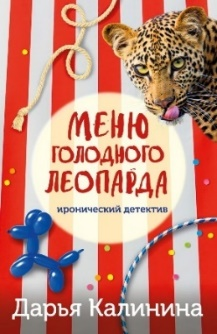 МЕНЮ
ГОЛОДНОГО
ЛЕОПАРДА
иронический детектив
Дарья Калинина